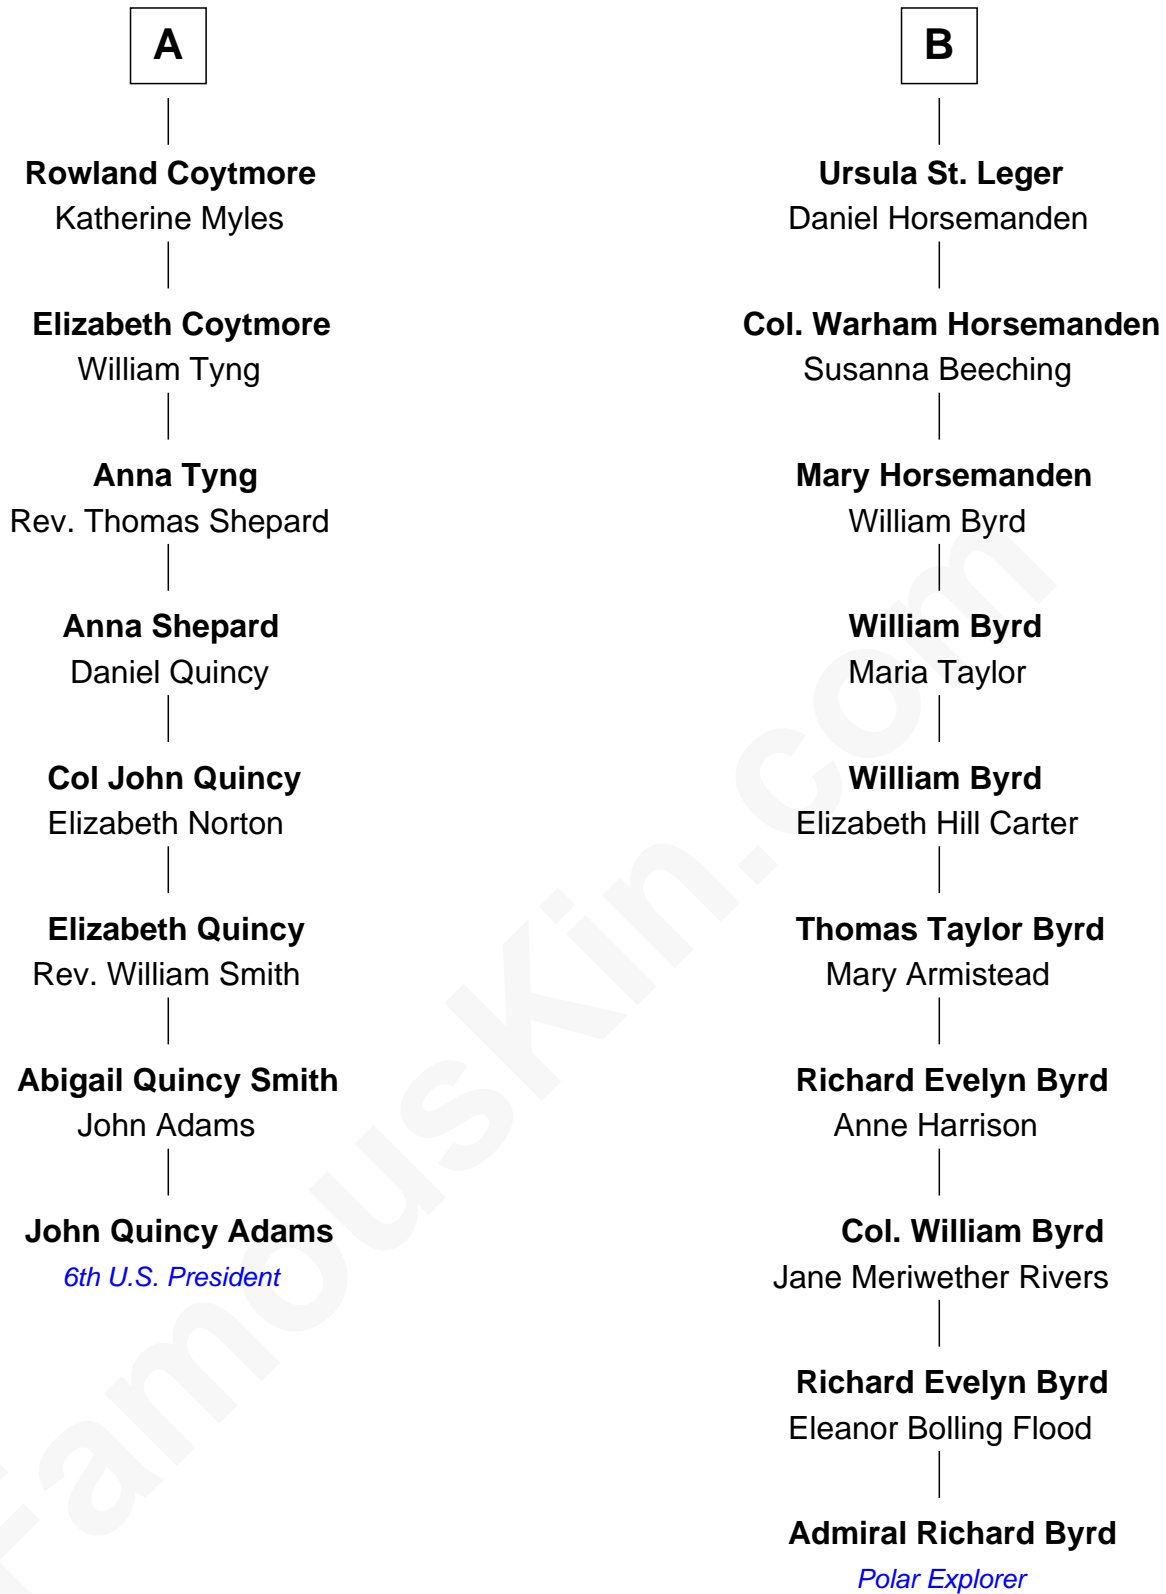 A
Rowland Coytmore
Katherine Myles
Elizabeth Coytmore
William Tyng
Anna Tyng
Rev. Thomas Shepard
Anna Shepard
Daniel Quincy
Col John Quincy
Elizabeth Norton
Elizabeth Quincy
Rev. William Smith
Abigail Quincy Smith
John Adams
John Quincy Adams
6th U.S. President
B
Ursula St. Leger
Daniel Horsemanden
Col. Warham Horsemanden
Susanna Beeching
Mary Horsemanden
William Byrd
William Byrd
Maria Taylor
William Byrd
Elizabeth Hill Carter
Thomas Taylor Byrd
Mary Armistead
Richard Evelyn Byrd
Anne Harrison
Col. William Byrd
Jane Meriwether Rivers
Richard Evelyn Byrd
Eleanor Bolling Flood
Admiral Richard Byrd
Polar Explorer
FamousKin.com